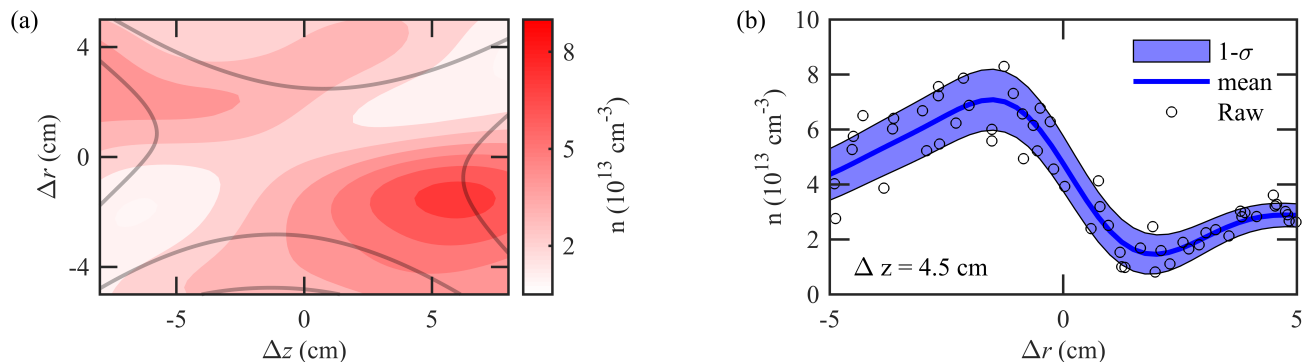 (a)
4
0
-4
Δr (cm)
-5
0
5
Δz (cm)
8
5
2
n (10^13 cm^-3)
(b)
10
8
6
4
2
0
n (10^13 cm^-3)
1-σ
mean
Raw
Δ z = 4.5 cm
-5
0
5
Δr (cm)